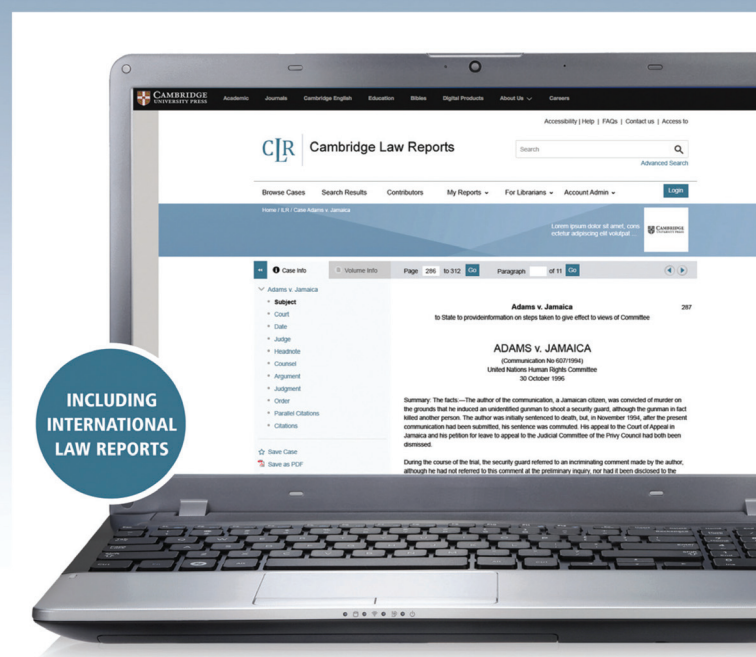 CAMBRIDGE
UNIVERSITY PRESS
Academic Journals Cambridge English Education Bibles Digital Products About Us Careers
Accessibility | Help | FAQs | Contact us | Access to
CLR Cambridge Law Reports
Search
Advanced Search
Browse Cases Search Results Contributors My Reports For Librarians Account Admin Login
Home / ILR / Case Adams v. Jamaica
Lorem ipsum dolor sit amet, cons
ectetur adipiscing elit volutpat ...
CAMBRIDGE
UNIVERSITY PRESS
Case Info Volume Info Page 286 to 312 Go Paragraph of 11 Go
Adams v. Jamaica
Subject
Court
Date
Judge
Headnote
Counsel
Argument
Judgment
Order
Parallel Citations
Citations
Save Case
Save as PDF
Adams v. Jamaica 287
to State to provideinformation on steps taken to give effect to views of Committee
ADAMS v. JAMAICA
(Communication No 607/1994)
United Nations Human Rights Committee
30 October 1996
Summary: The facts:—The author of the communication, a Jamaican citizen, was convicted of murder on
the grounds that he induced an unidentified gunman to shoot a security guard, although the gunman in fact
killed another person. The author was initially sentenced to death, but, in November 1994, after the present
communication had been submitted, his sentence was commuted. His appeal to the Court of Appeal in
Jamaica and his petition for leave to appeal to the Judicial Committee of the Privy Council had both been
dismissed.
During the course of the trial, the security guard referred to an incriminating comment made by the author,
although he had not referred to this comment at the preliminary inquiry, nor had it been disclosed to the
INCLUDING
INTERNATIONAL
LAW REPORTS